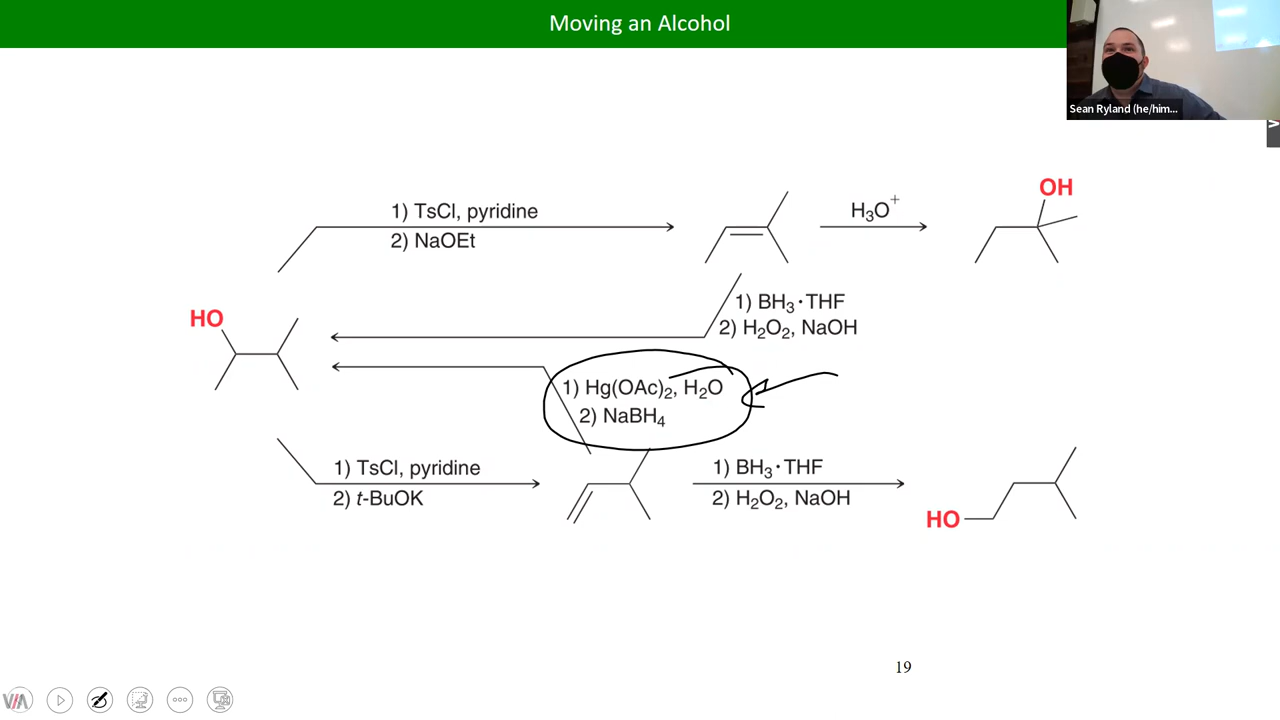 Moving an Alcohol
Sean Ryland (he/him...
OH
1) TsCl, pyridine
2) NaOEt
H₃O⁺
1) BH₃·THF
2) H₂O₂, NaOH
HO
1) Hg(OAc)₂, H₂O
2) NaBH₄
1) TsCl, pyridine
2) t-BuOK
1) BH₃·THF
2) H₂O₂, NaOH
HO
19